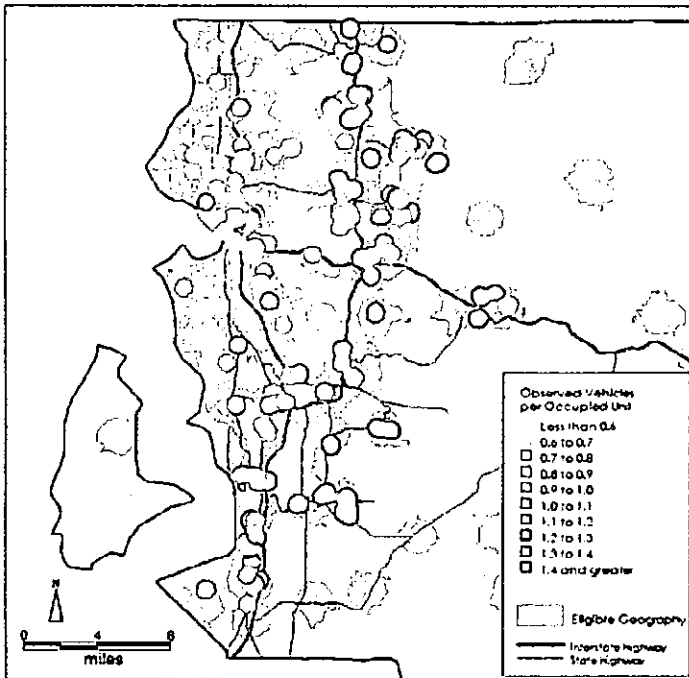 Observed Vehicles
per Occupied Unit
Less than 0.6
0.6 to 0.7
0.7 to 0.8
0.8 to 0.9
0.9 to 1.0
1.0 to 1.1
1.1 to 1.2
1.2 to 1.3
1.3 to 1.4
1.4 and greater
Eligible Geography
Interstate Highway
State Highway
N
0 4 8
miles